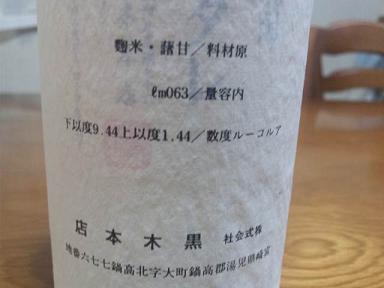 原材料／甘藷・米麴
内容量／360mℓ
アルコール度数／44.1度以上44.9度以下
株式会社 黒木本店
宮崎県児湯郡高鍋町大字北高鍋七七六番地